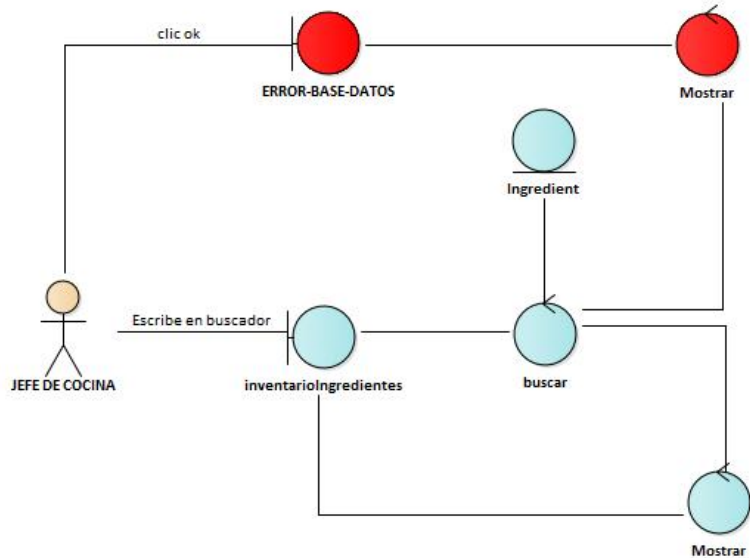 clic ok
ERROR-BASE-DATOS
Mostrar
Ingredient
Escribe en buscador
JEFE DE COCINA
inventarioIngredientes
buscar
Mostrar